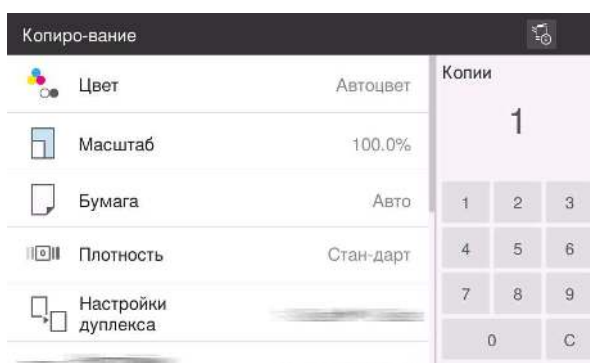 Копиро-вание
Цвет Автоцвет
Масштаб 100.0%
Бумага Авто
Плотность Стан-дарт
Настройки
дуплекса
Копии
1
1 2 3
4 5 6
7 8 9
0 C